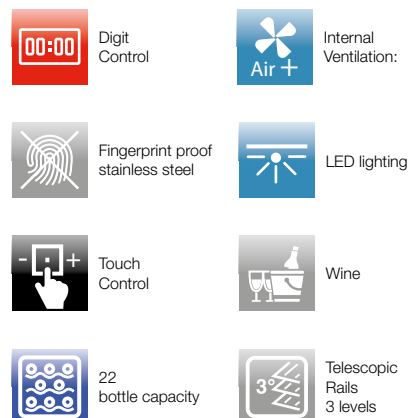 00:00
Digit
Control
Air +
Internal
Ventilation:
Fingerprint proof
stainless steel
LED lighting
- +
Touch
Control
Wine
22
bottle capacity
3°
Telescopic
Rails
3 levels